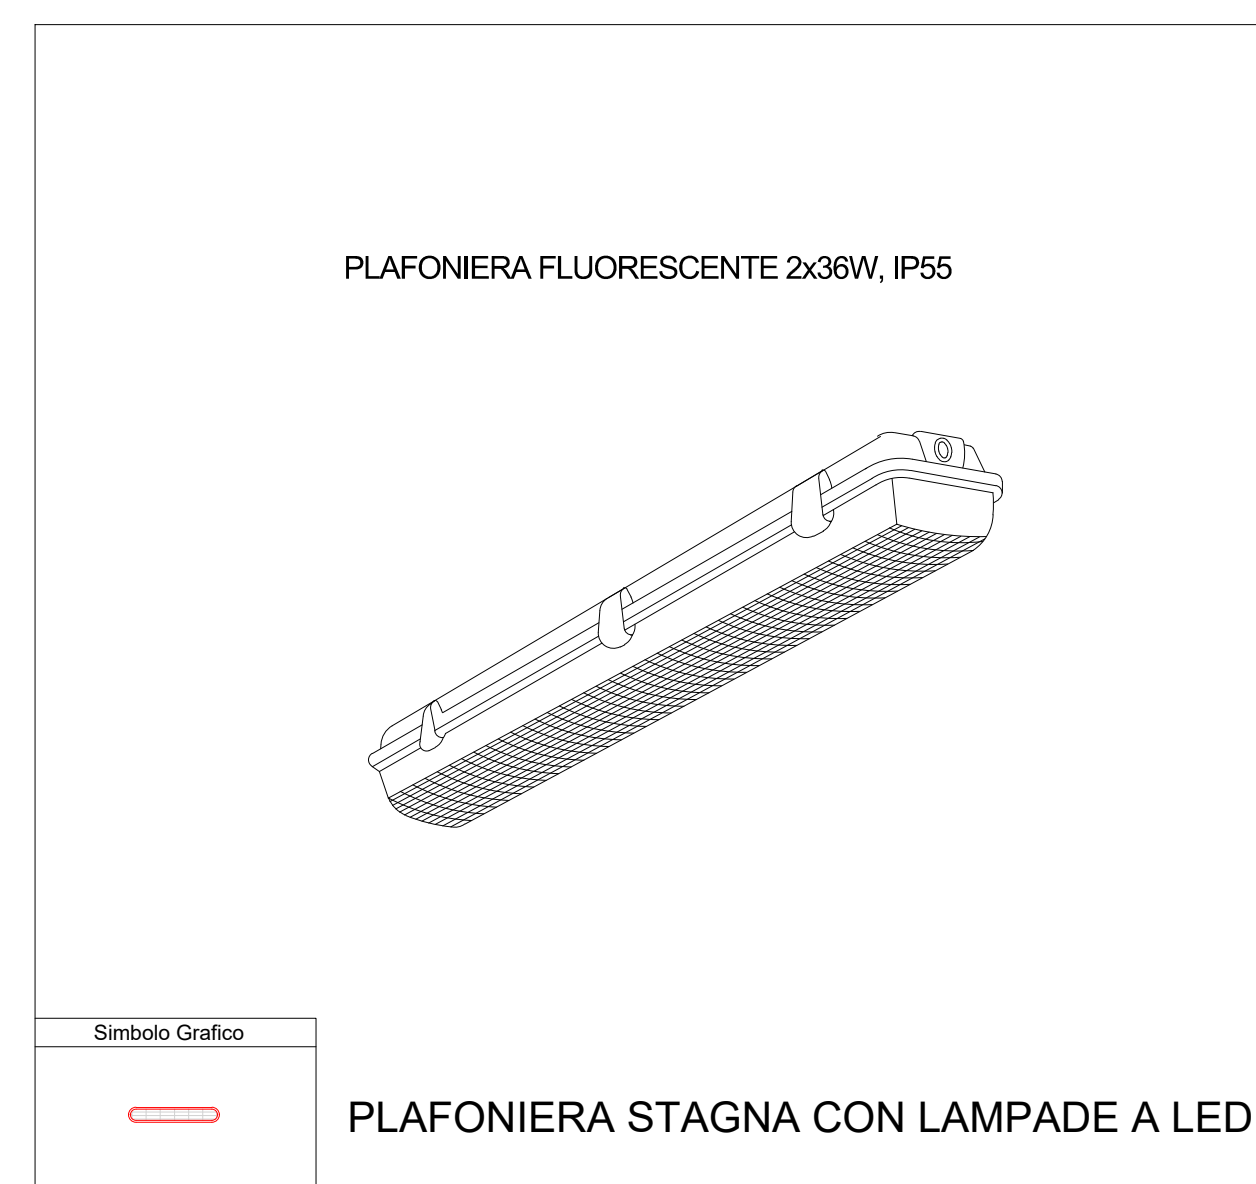 PLAFONIERA FLUORESCENTE 2x36W, IP55
Simbolo Grafico
PLAFONIERA STAGNA CON LAMPADE A LED